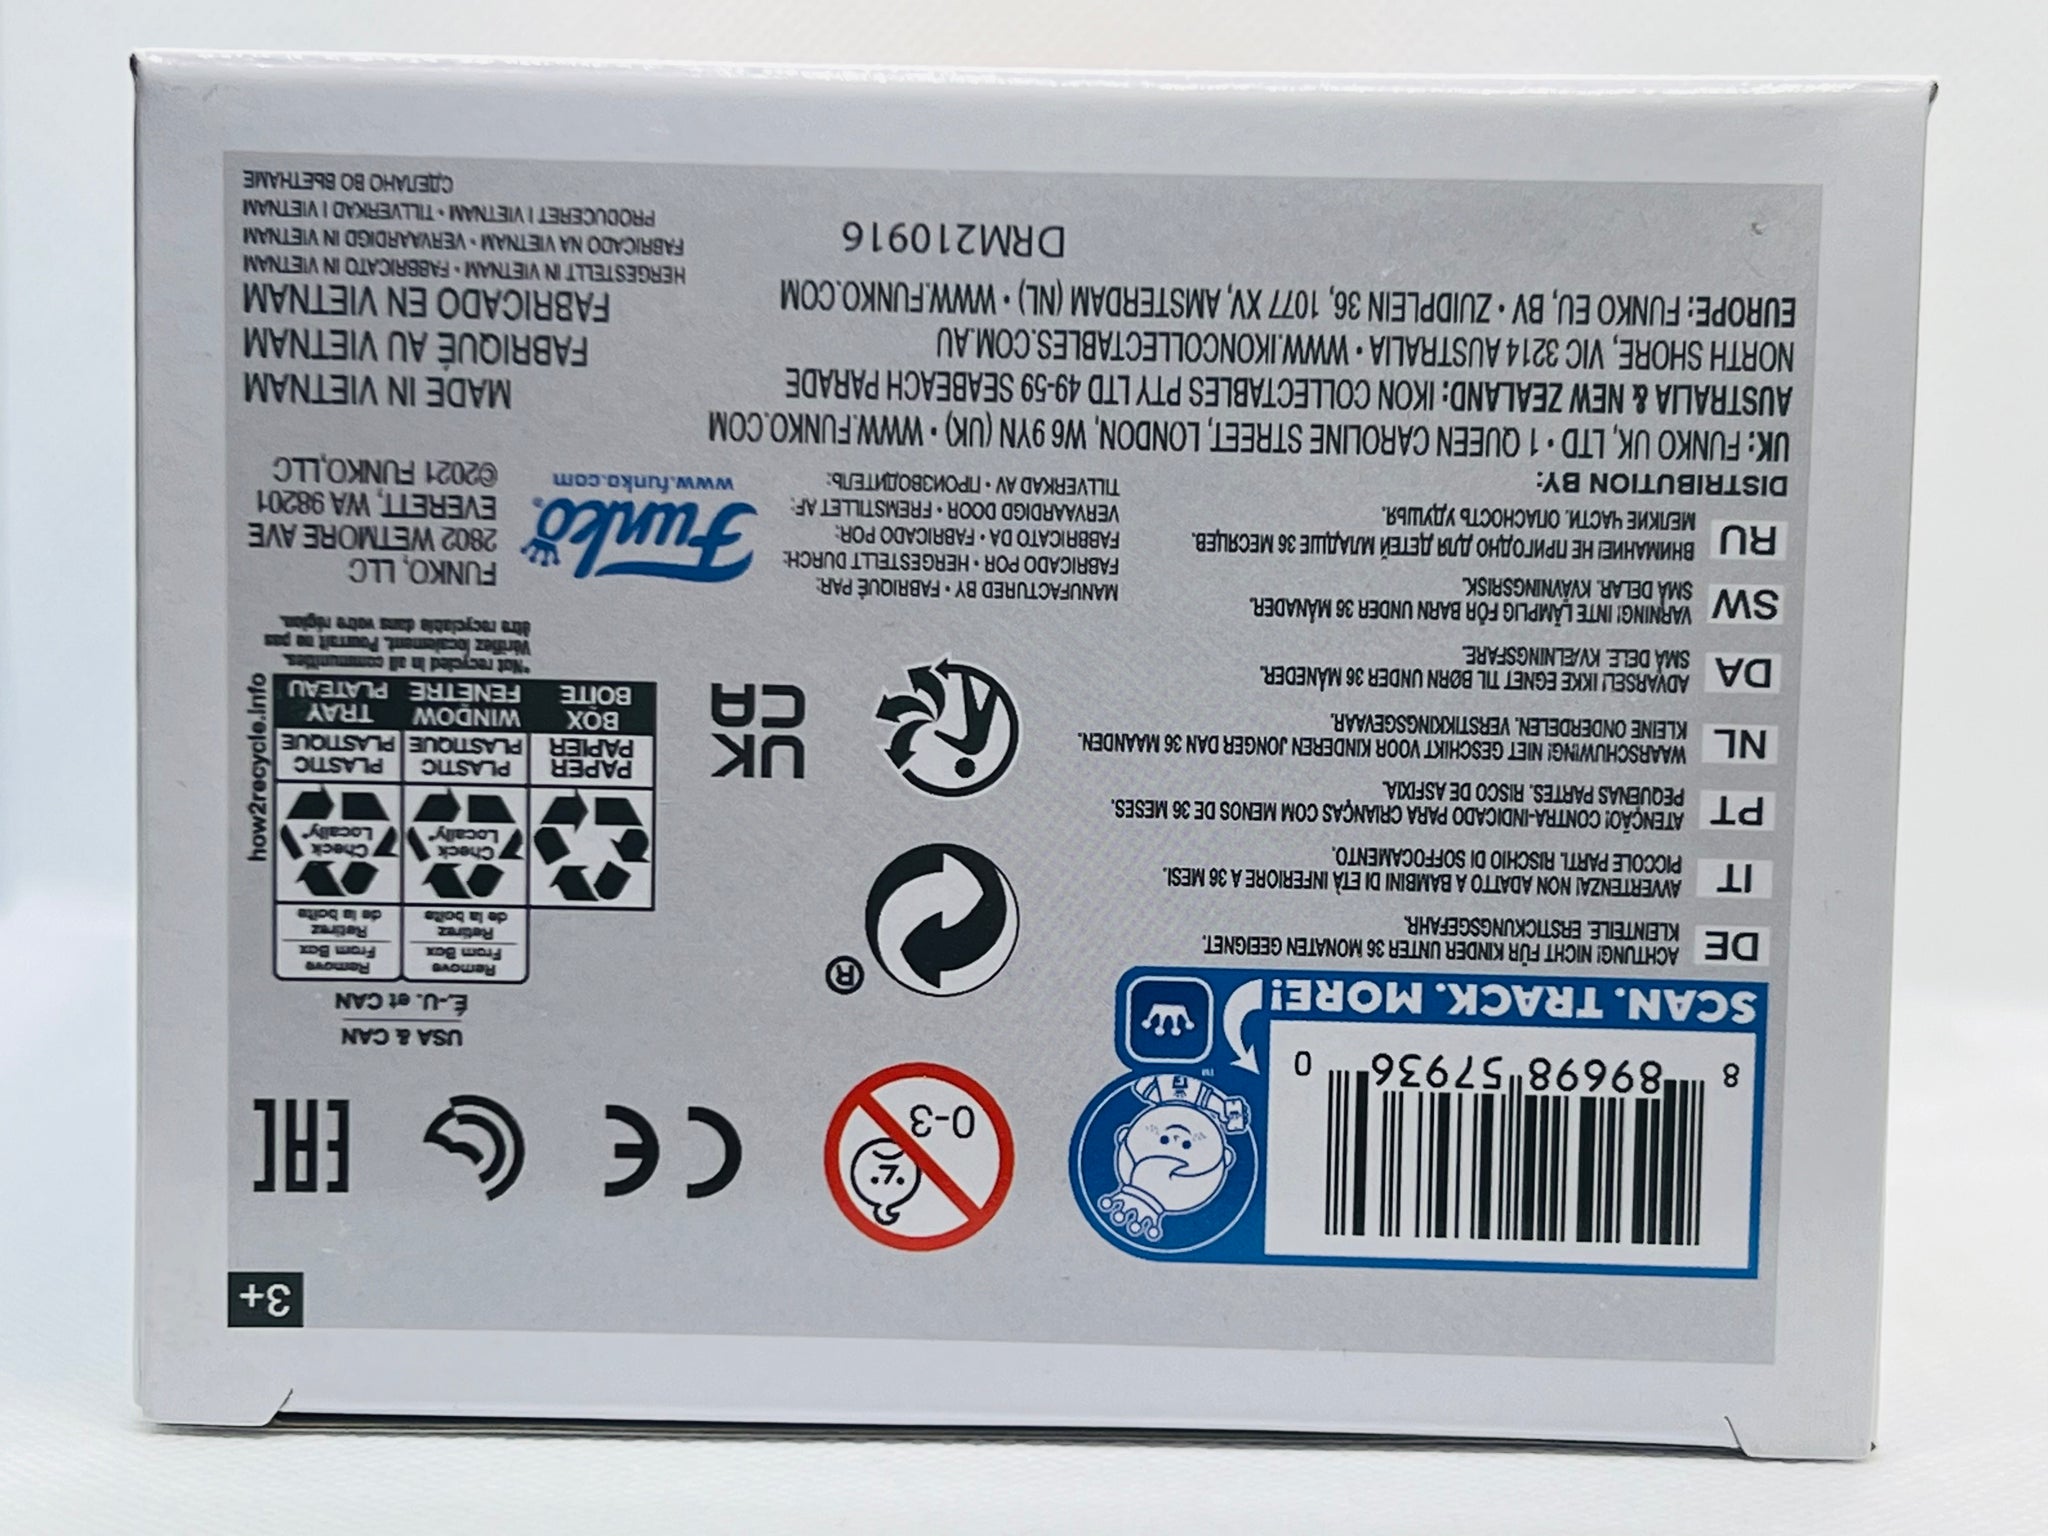 3+
8 89698 57936 0
SCAN. TRACK. MORE!
TM
0-3
CE
EAC
USA & CAN
É.-U. et CAN
Remove
From Box
Retirez
de la boîte
Remove
From Box
Retirez
de la boîte
Check
Locally*
Check
Locally*
PAPER
PAPIER
PLASTIC
PLASTIQUE
PLASTIC
PLASTIQUE
BOX
BOÎTE
WINDOW
FENÊTRE
TRAY
PLATEAU
how2recycle.info
*Not recycled in all communities.
Vérifiez localement. Pourrait ne pas
être recyclable dans votre région.
®
UK
CA
DE
ACHTUNG! NICHT FÜR KINDER UNTER 36 MONATEN GEEIGNET.
KLEINTEILE. ERSTICKUNGSGEFAHR.
IT
AVVERTENZA! NON ADATTO A BAMBINI DI ETÀ INFERIORE A 36 MESI.
PICCOLE PARTI. RISCHIO DI SOFFOCAMENTO.
PT
ATENÇÃO! CONTRA-INDICADO PARA CRIANÇAS COM MENOS DE 36 MESES.
PEQUENAS PARTES. RISCO DE ASFIXIA.
NL
WAARSCHUWING! NIET GESCHIKT VOOR KINDEREN JONGER DAN 36 MAANDEN.
KLEINE ONDERDELEN. VERSTIKKINGSGEVAAR.
DA
ADVARSEL! IKKE EGNET TIL BØRN UNDER 36 MÅNEDER.
SMÅ DELE. KVÆLNINGSFARE.
SW
VARNING! INTE LÄMPLIG FÖR BARN UNDER 36 MÅNADER.
SMÅ DELAR. KVÄVNINGSRISK.
RU
ВНИМАНИЕ! НЕ ПРИГОДНО ДЛЯ ДЕТЕЙ МЛАДШЕ 36 МЕСЯЦЕВ.
МЕЛКИЕ ЧАСТИ. ОПАСНОСТЬ УДУШЬЯ.
MANUFACTURED BY • FABRIQUÉ PAR:
FABRICADO POR • HERGESTELLT DURCH:
FABBRICATO DA • FABRICADO POR:
VERVAARDIGD DOOR • FREMSTILLET AF:
TILLVERKAD AV • ПРОИЗВОДИТЕЛЬ:
Funko®
www.funko.com
FUNKO, LLC
2802 WETMORE AVE
EVERETT, WA 98201
©2021 FUNKO,LLC
DISTRIBUTION BY:
UK: FUNKO UK, LTD • 1 QUEEN CAROLINE STREET, LONDON, W6 9YN (UK) • WWW.FUNKO.COM
AUSTRALIA & NEW ZEALAND: IKON COLLECTABLES PTY LTD 49-59 SEABEACH PARADE
NORTH SHORE, VIC 3214 AUSTRALIA • WWW.IKONCOLLECTABLES.COM.AU
EUROPE: FUNKO EU, BV • ZUIDPLEIN 36, 1077 XV, AMSTERDAM (NL) • WWW.FUNKO.COM
DRM210916
MADE IN VIETNAM
FABRIQUÉ AU VIETNAM
FABRICADO EN VIETNAM
HERGESTELLT IN VIETNAM • FABBRICATO IN VIETNAM
FABRICADO NA VIETNAM • VERVAARDIGD IN VIETNAM
PRODUCERET I VIETNAM • TILLVERKAD I VIETNAM
СДЕЛАНО ВО ВЬЕТНАМЕ